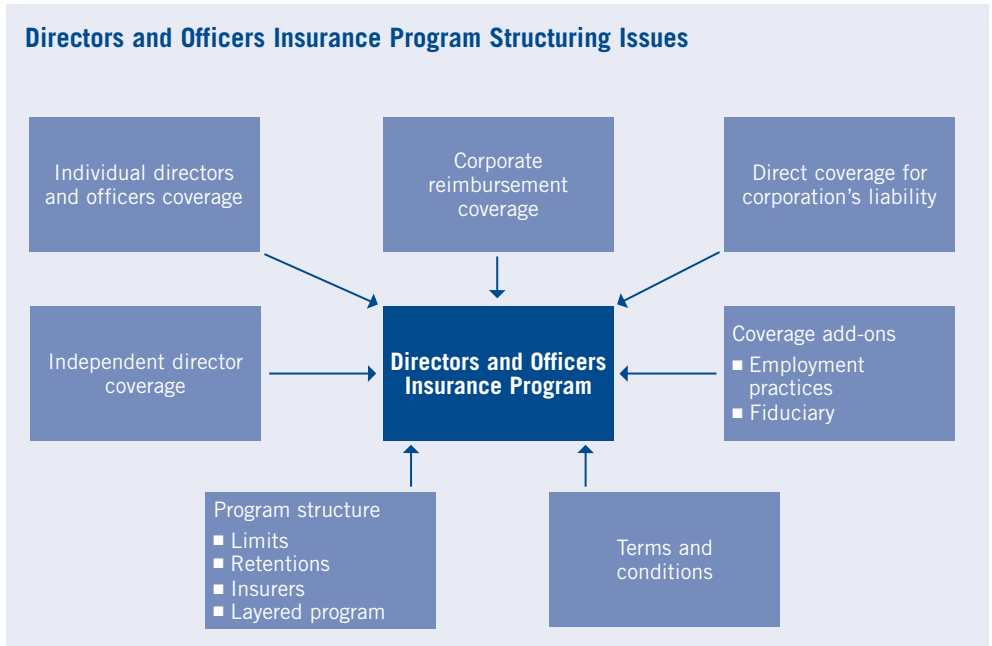 Directors and Officers Insurance Program Structuring Issues
Individual directors
and officers coverage
Corporate
reimbursement
coverage
Direct coverage for
corporation’s liability
Independent director
coverage
Directors and Officers
Insurance Program
Coverage add-ons
■ Employment
practices
■ Fiduciary
Program structure
■ Limits
■ Retentions
■ Insurers
■ Layered program
Terms and
conditions